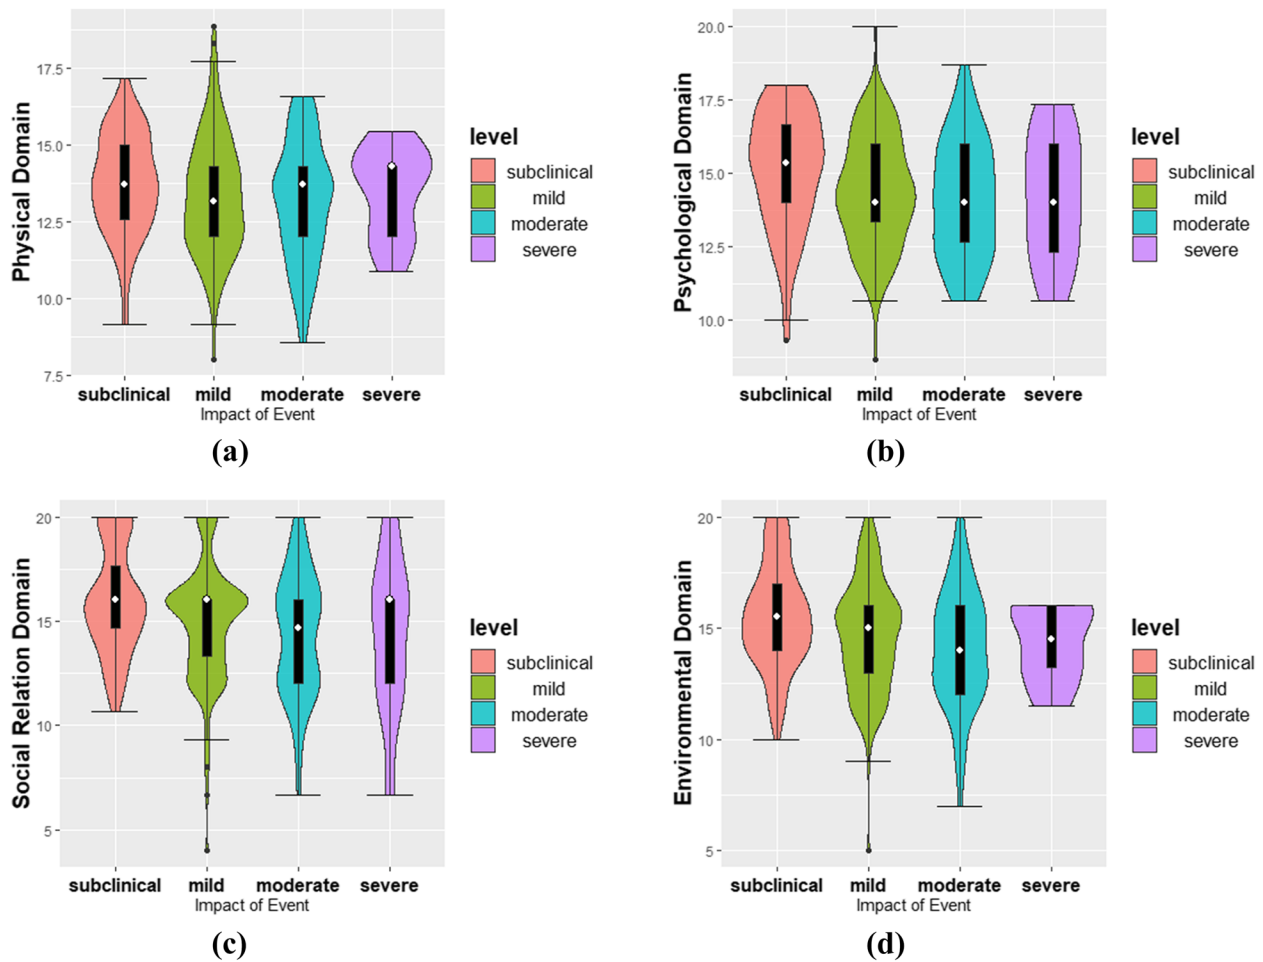 Physical Domain
17.5
15.0
12.5
10.0
7.5
subclinical mild moderate severe
Impact of Event
level
subclinical
mild
moderate
severe
(a)
Psychological Domain
20.0
17.5
15.0
12.5
10.0
subclinical mild moderate severe
Impact of Event
level
subclinical
mild
moderate
severe
(b)
Social Relation Domain
20
15
10
5
subclinical mild moderate severe
Impact of Event
level
subclinical
mild
moderate
severe
(c)
Environmental Domain
20
15
10
5
subclinical mild moderate severe
Impact of Event
level
subclinical
mild
moderate
severe
(d)